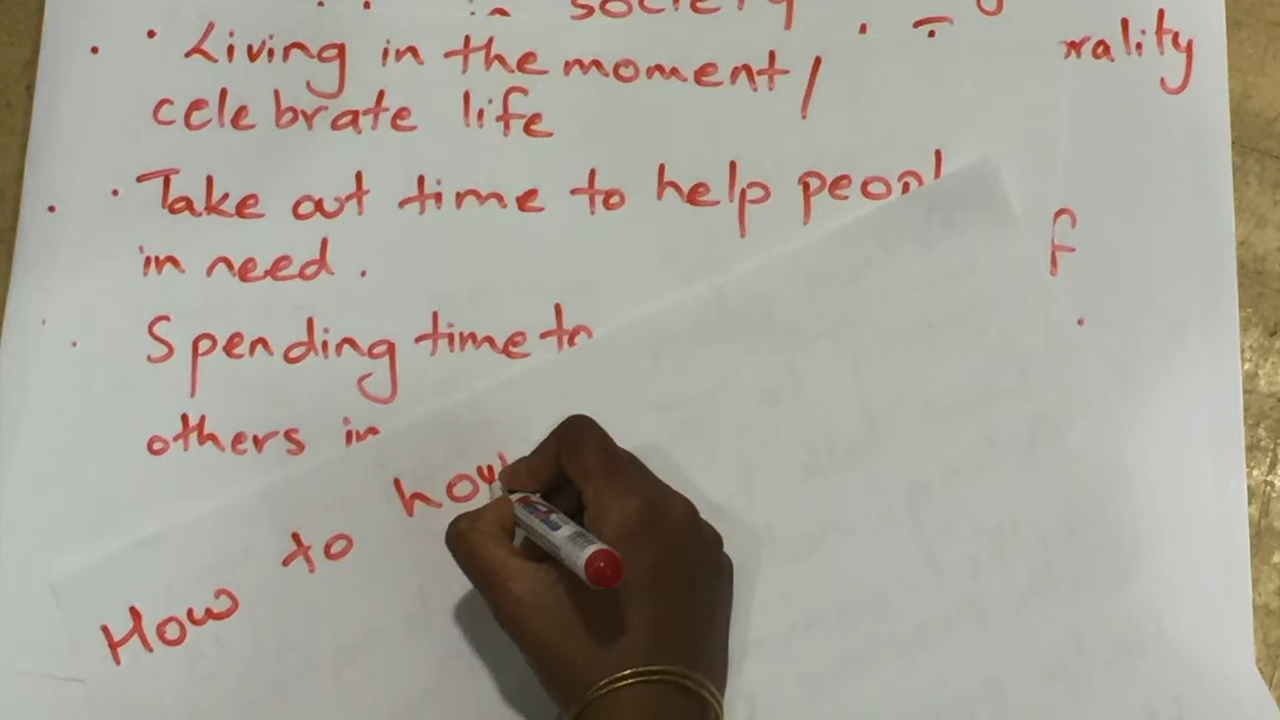 society
• • Living in the moment/
celebrate life
rality
• • Take out time to help
in need.
f
Spending time to
others in
How to